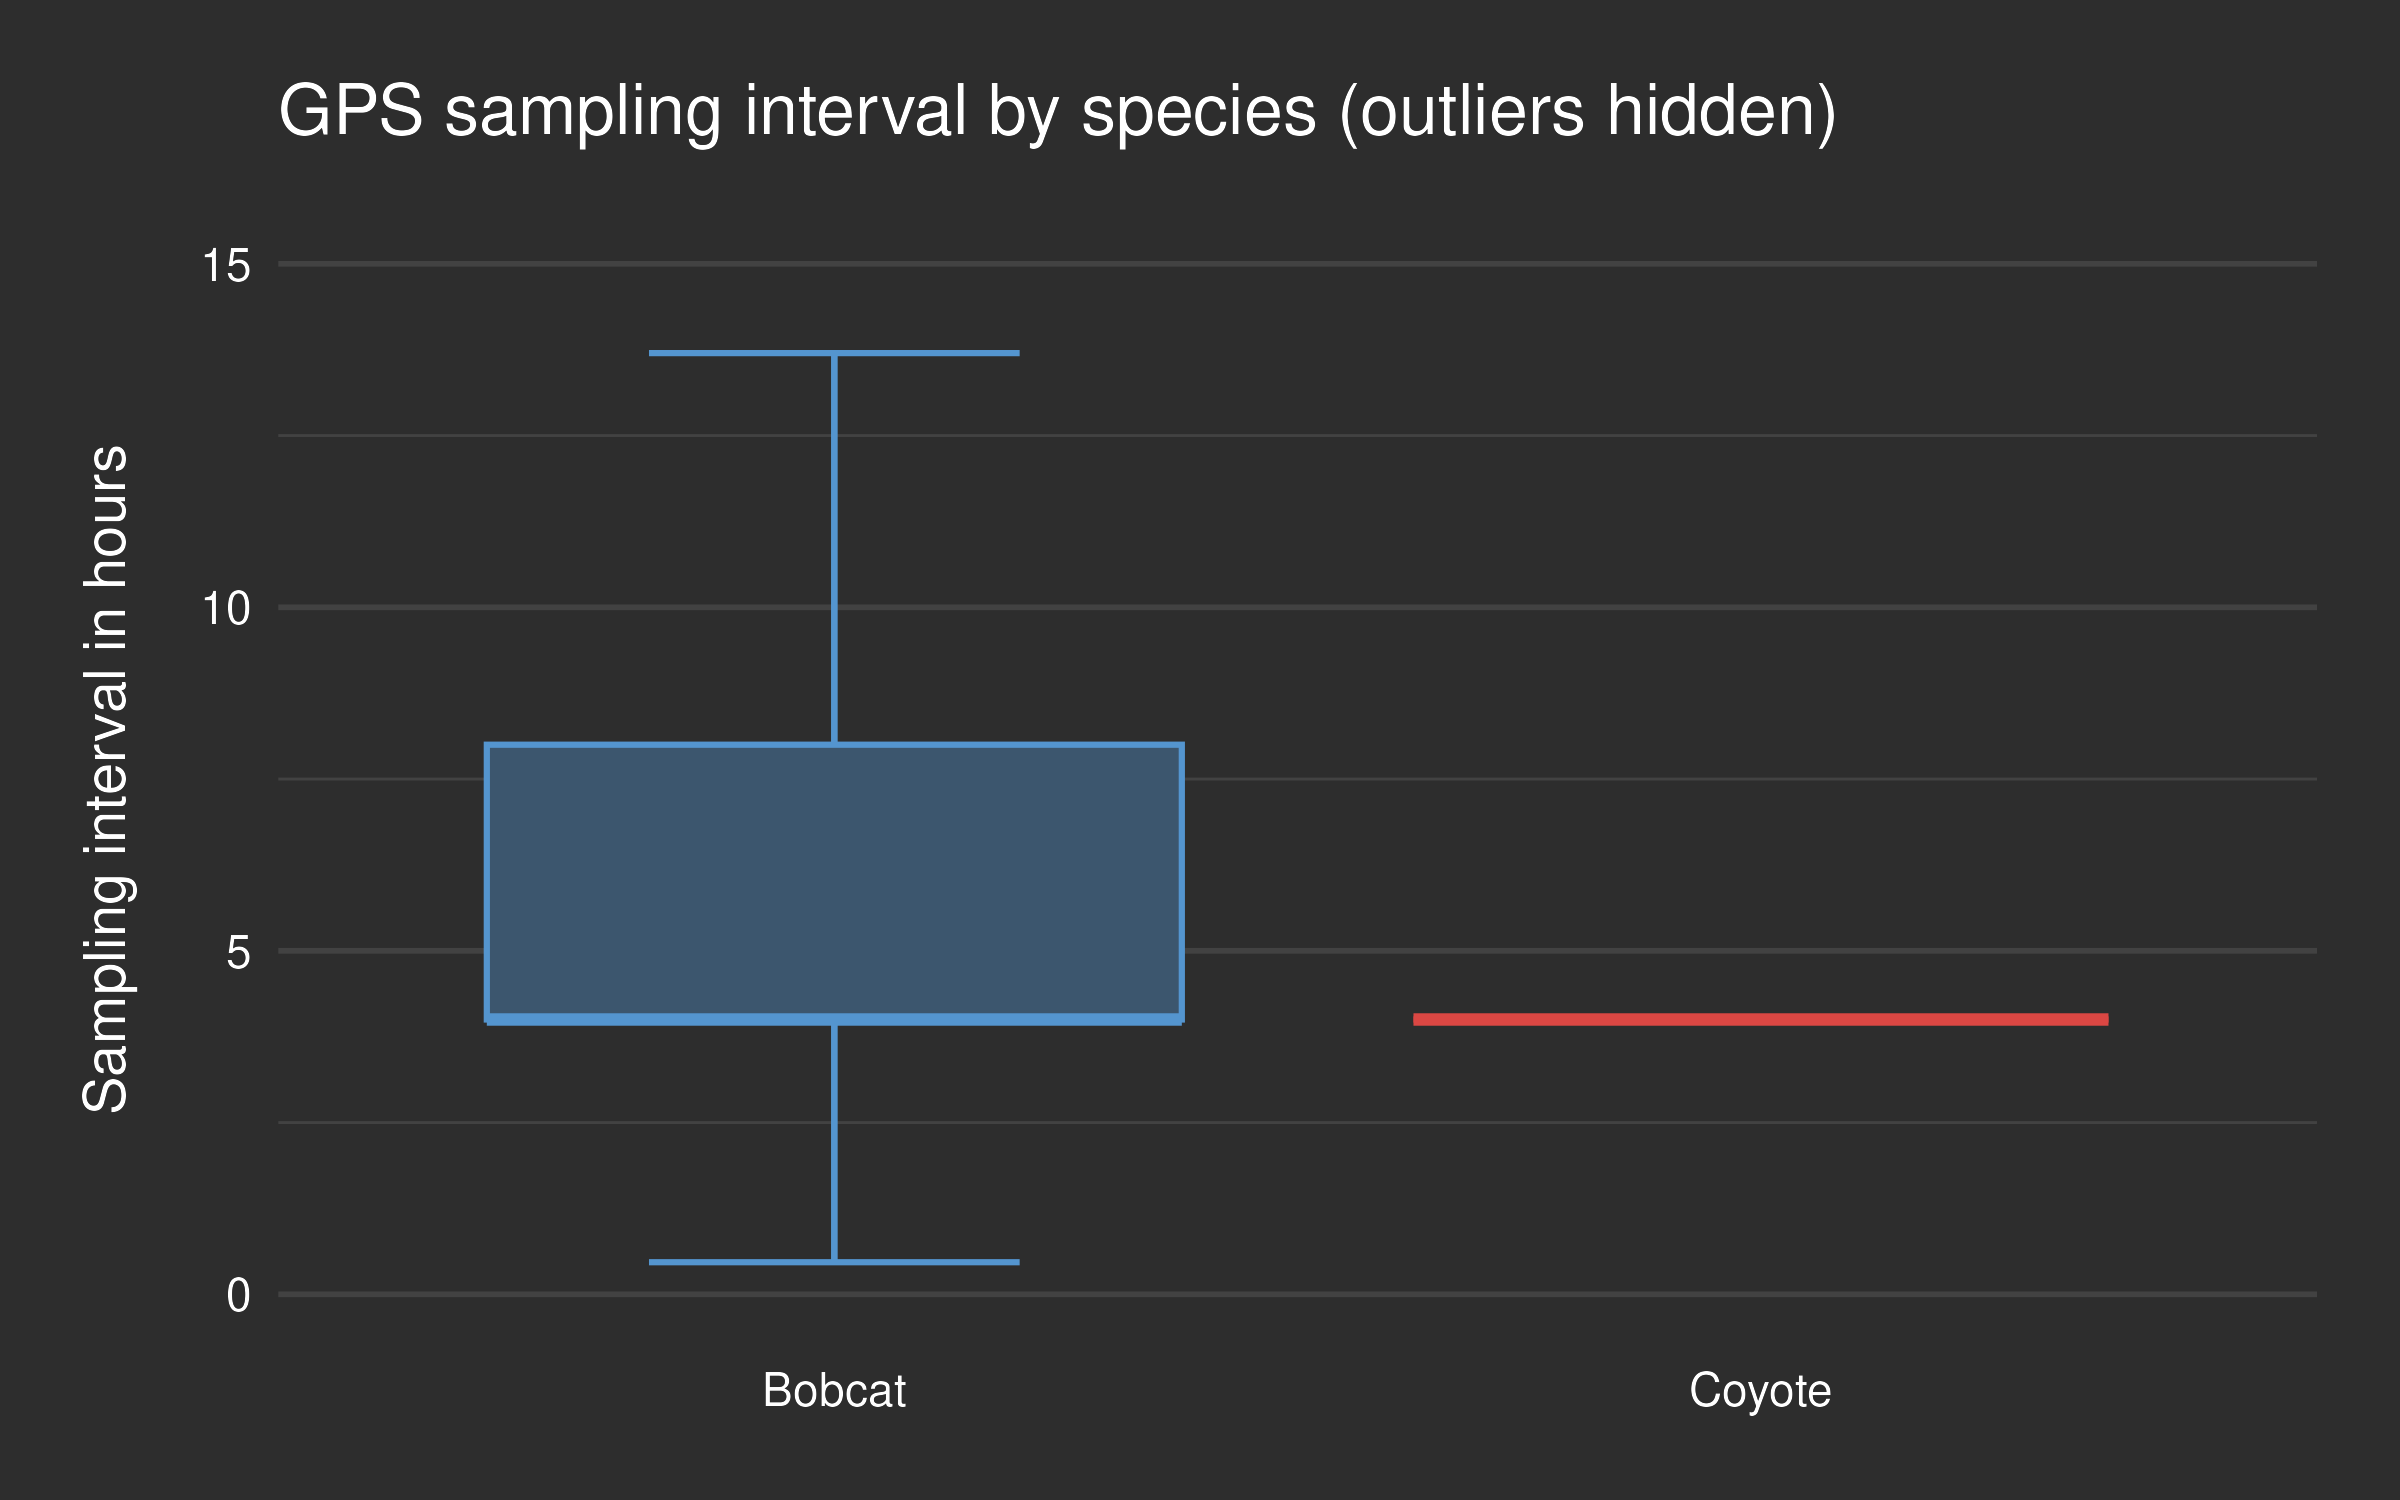 GPS sampling interval by species (outliers hidden)
Sampling interval in hours
15
10
5
0
Bobcat
Coyote